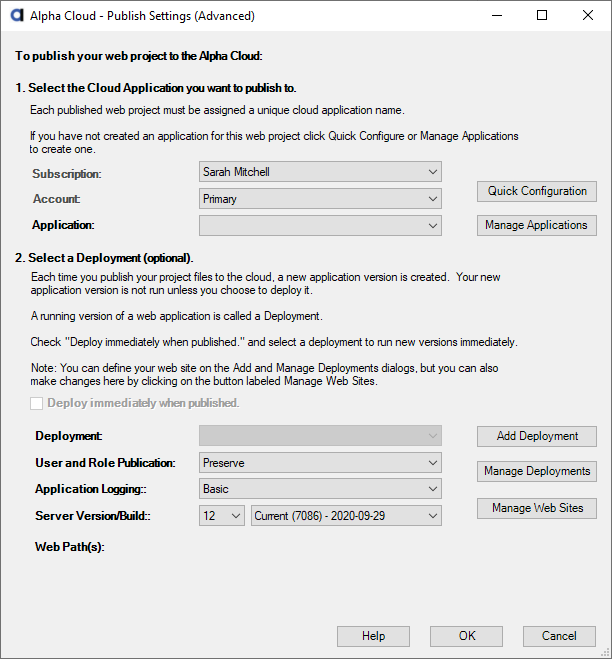 Alpha Cloud - Publish Settings (Advanced)
To publish your web project to the Alpha Cloud:
1. Select the Cloud Application you want to publish to.
Each published web project must be assigned a unique cloud application name.
If you have not created an application for this web project click Quick Configure or Manage Applications
to create one.
Subscription: Sarah Mitchell
Quick Configuration
Account: Primary
Application:
Manage Applications
2. Select a Deployment (optional).
Each time you publish your project files to the cloud, a new application version is created.  Your new
application version is not run unless you choose to deploy it.
A running version of a web application is called a Deployment.
Check "Deploy immediately when published." and select a deployment to run new versions immediately.
Note: You can define your web site on the Add and Manage Deployments dialogs, but you can also
make changes here by clicking on the button labeled Manage Web Sites.
Deploy immediately when published.
Deployment:
Add Deployment
User and Role Publication: Preserve
Manage Deployments
Application Logging:: Basic
Server Version/Build:: 12 Current (7086) - 2020-09-29
Manage Web Sites
Web Path(s):
Help OK Cancel